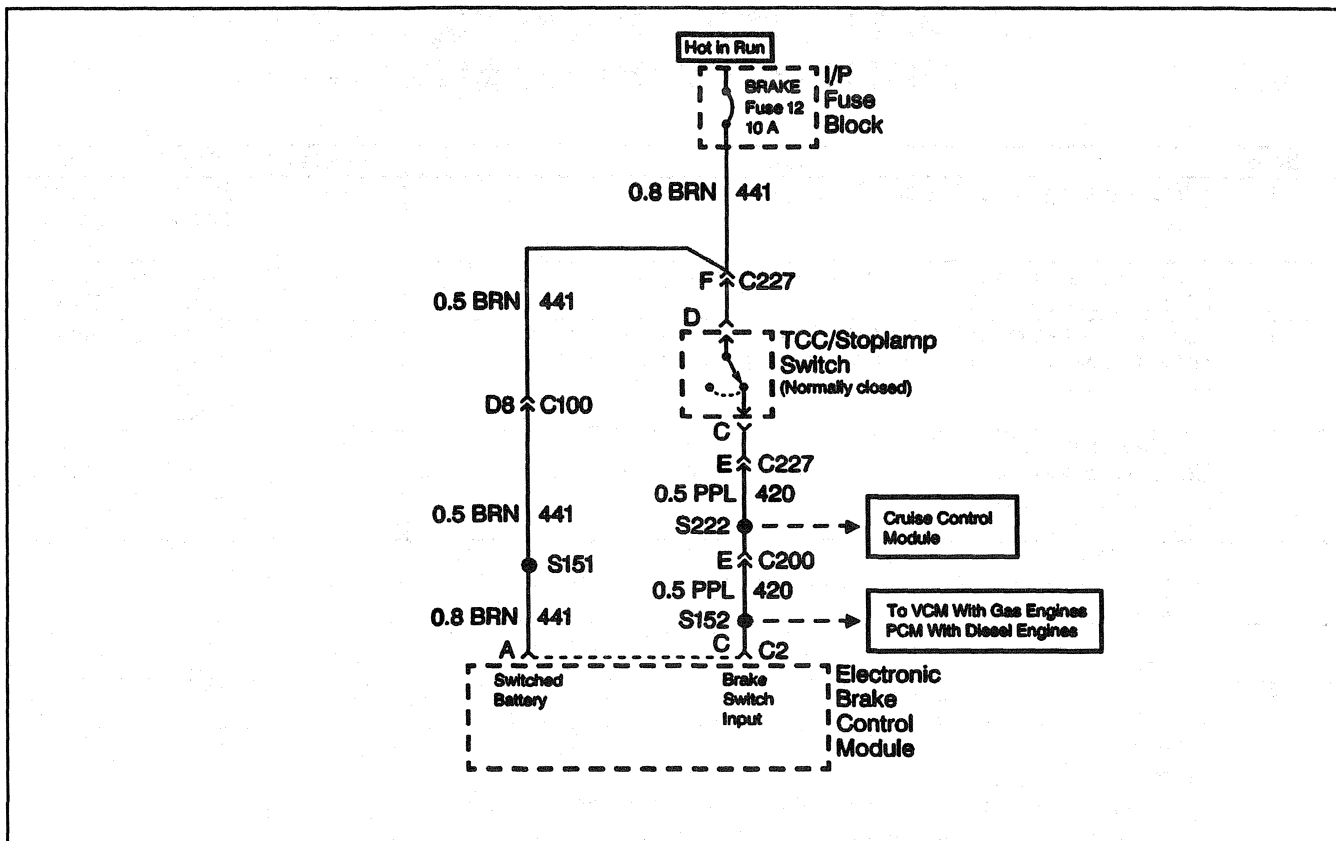 Hot in Run
BRAKE
Fuse 12
10 A
I/P
Fuse
Block
0.8 BRN 441
F C227
0.5 BRN 441
D
TCC/Stoplamp
Switch
(Normally closed)
D8 C100
C
E C227
0.5 PPL 420
0.5 BRN 441
S222
Cruise Control
Module
E C200
S151
0.5 PPL 420
0.8 BRN 441
S152
To VCM With Gas Engines
PCM With Diesel Engines
A
C C2
Switched
Battery
Brake
Switch
Input
Electronic
Brake
Control
Module